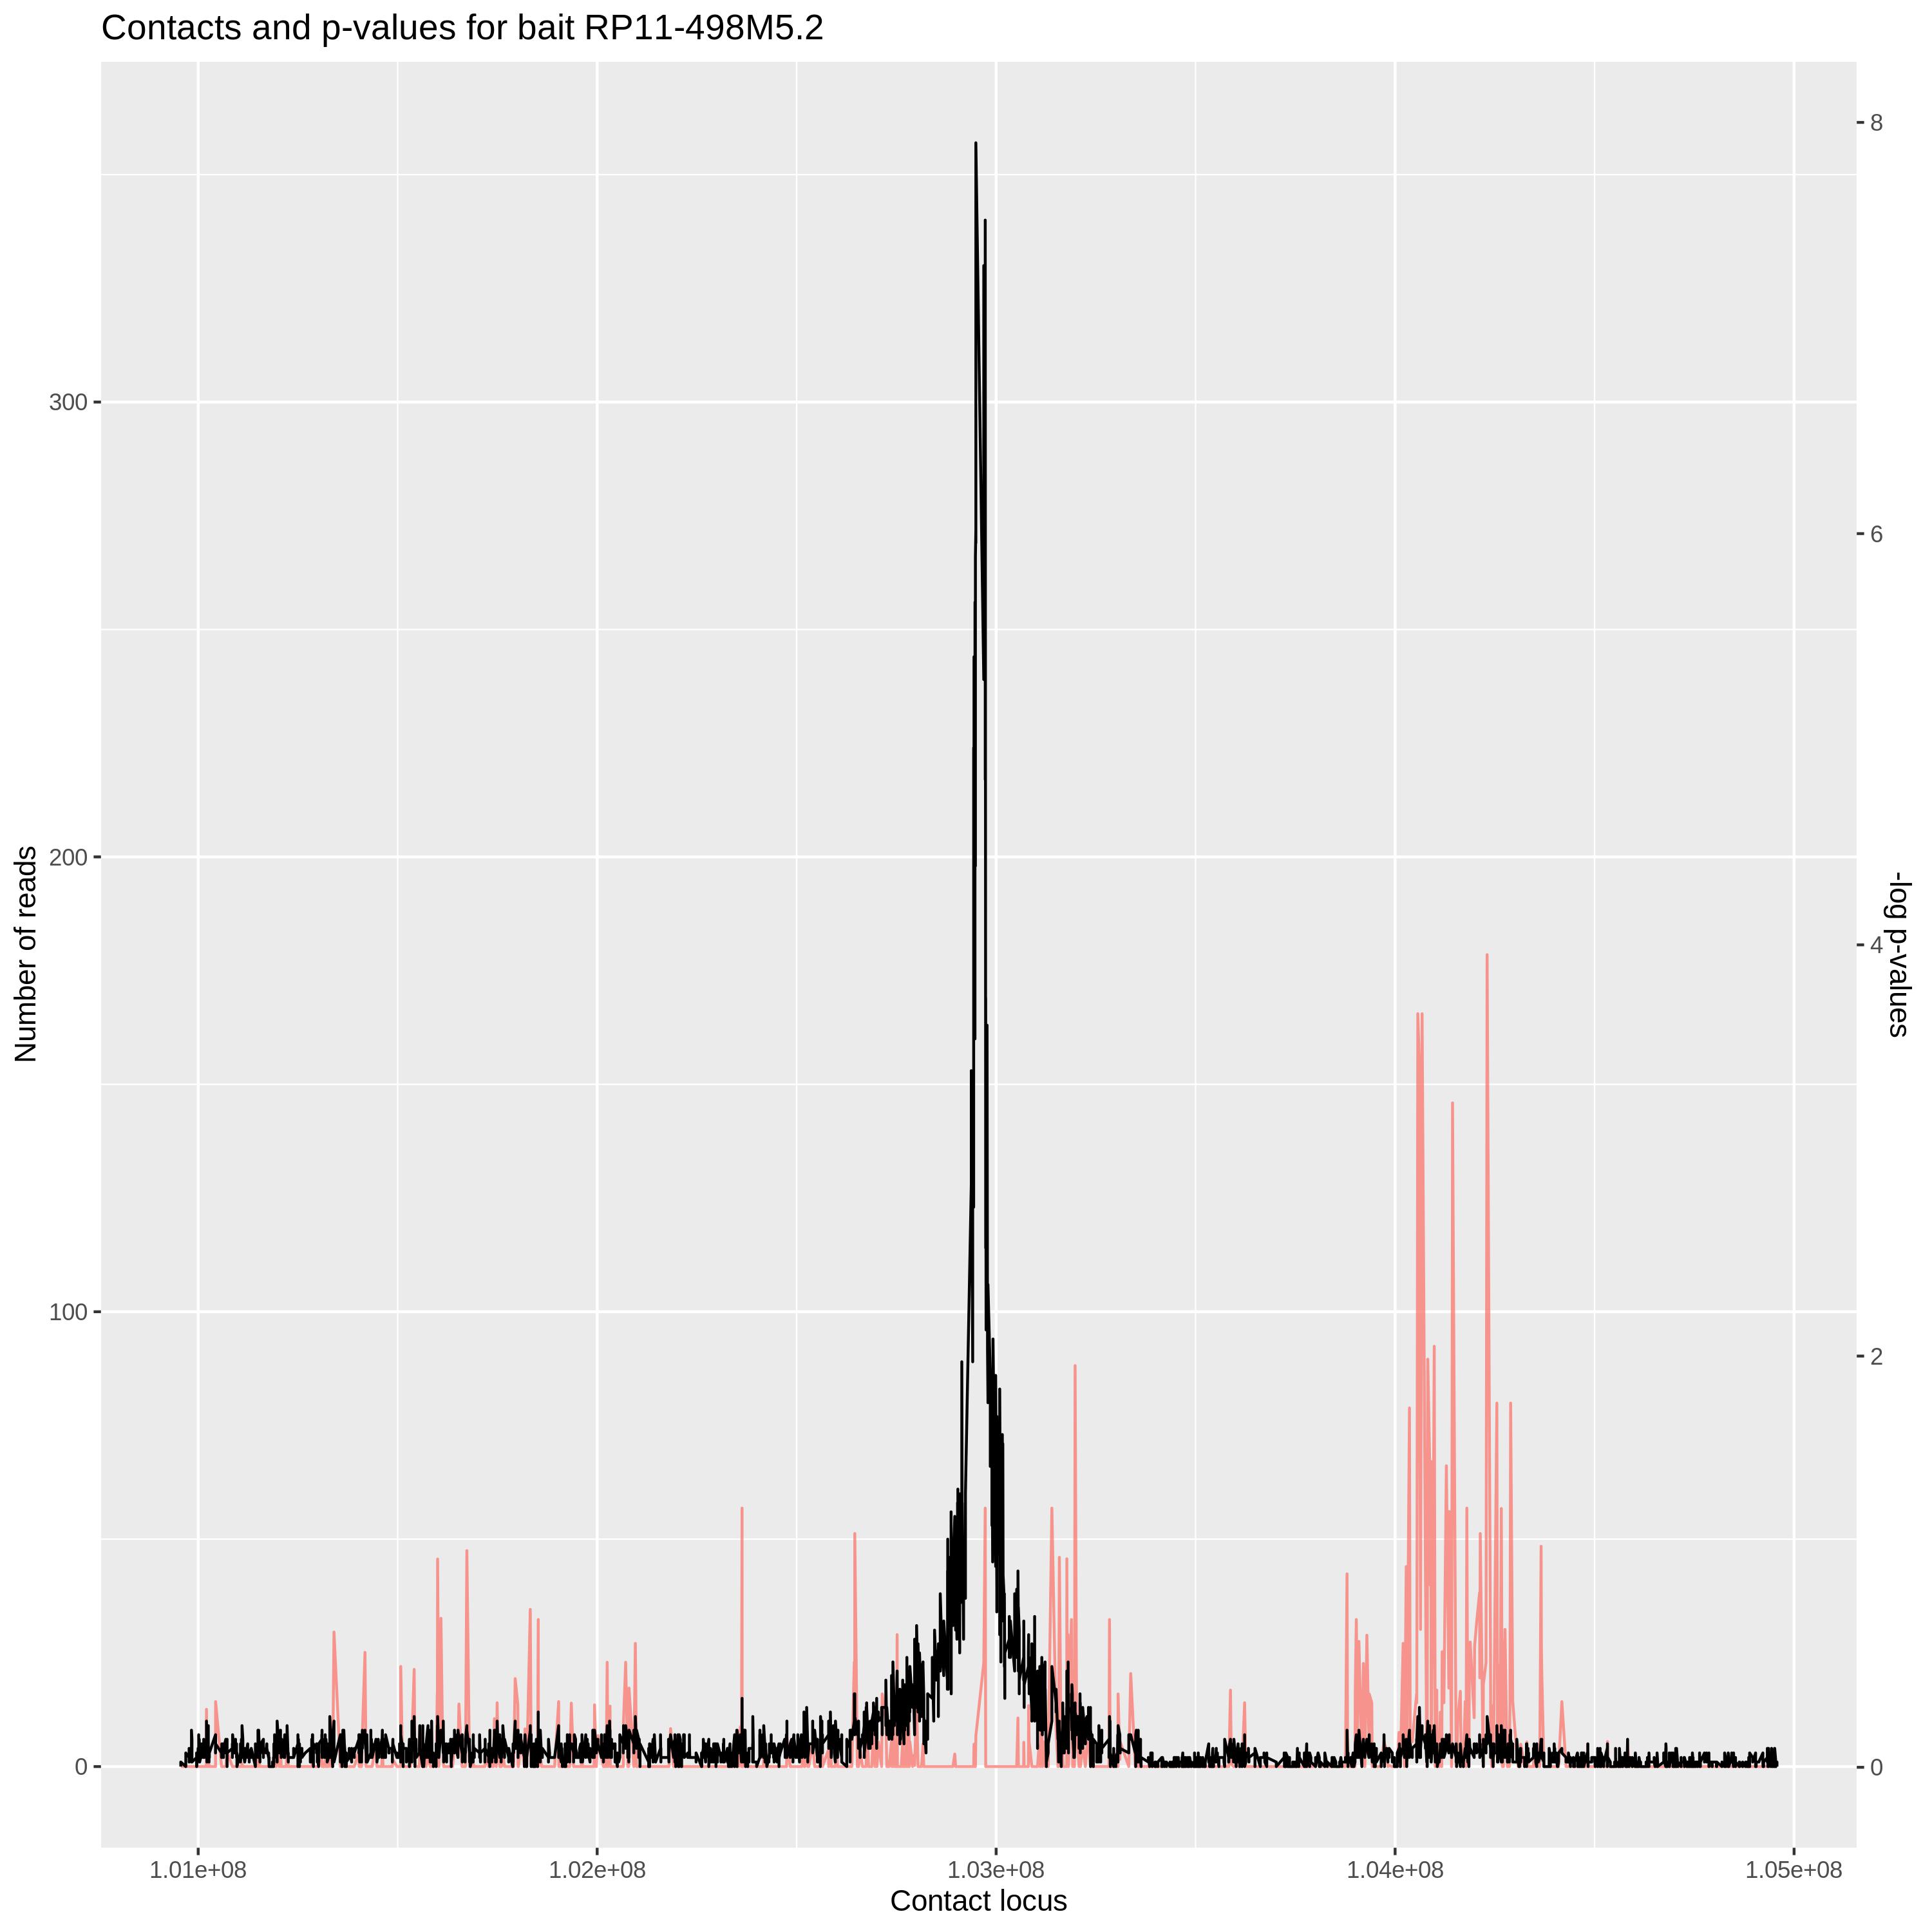 Contacts and p-values for bait RP11-498M5.2
Number of reads
300
200
100
0
8
6
4
2
0
-log p-values
1.01e+08 1.02e+08 1.03e+08 1.04e+08 1.05e+08
Contact locus